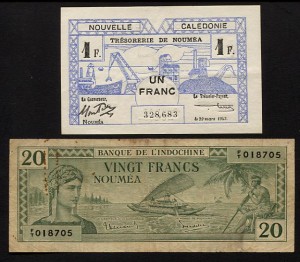 NOUVELLE CALEDONIE
TRÉSORERIE DE NOUMÉA
1 F. 1 F.
UN
FRANC
Le Gouverneur, Le Trésorier-Payeur,
328,683
Nouméa
BANQUE DE L'INDOCHINE
20 VINGT FRANCS
NOUMÉA
018705 018705
20